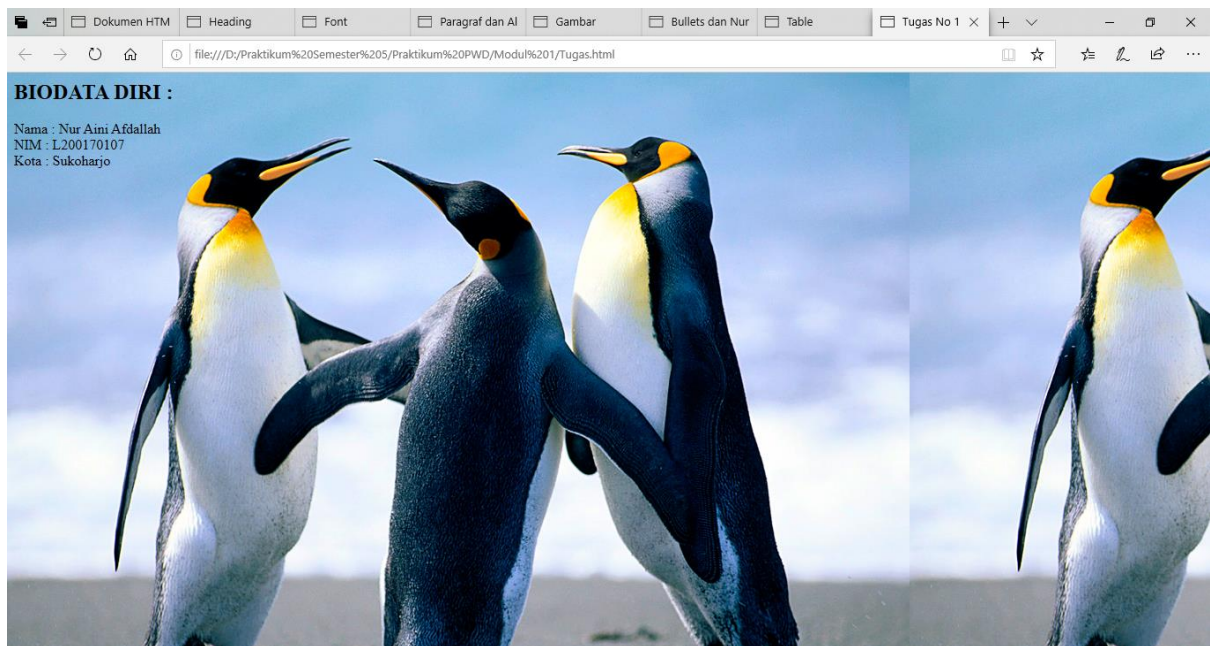 Dokumen HTM
Heading
Font
Paragraf dan Al
Gambar
Bullets dan Nur
Table
Tugas No 1
file:///D:/Praktikum%20Semester%205/Praktikum%20PWD/Modul%201/Tugas.html
BIODATA DIRI :
Nama : Nur Aini Afdallah
NIM : L200170107
Kota : Sukoharjo